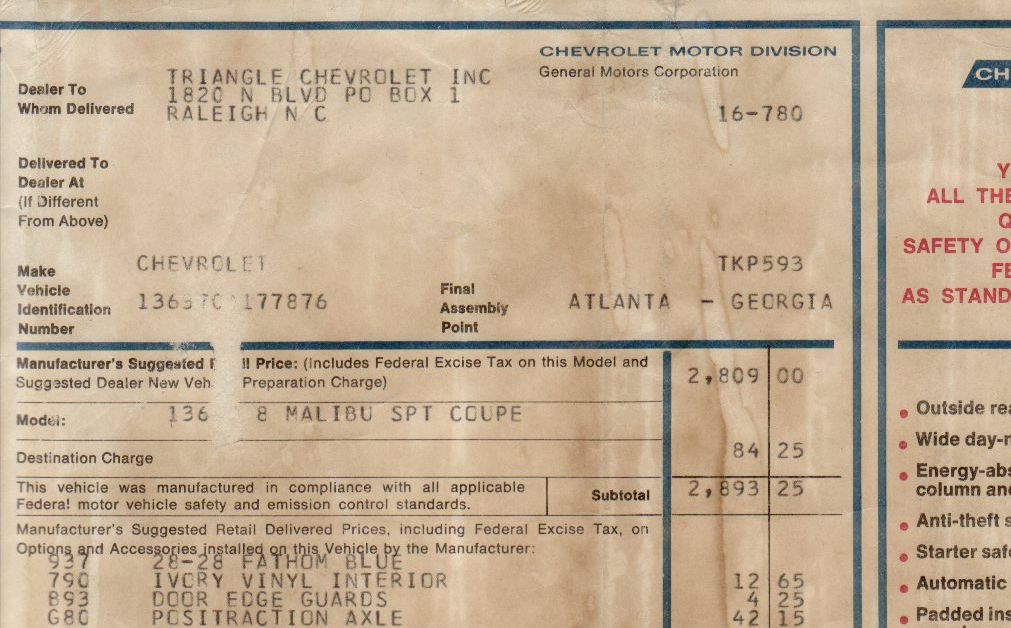 CHEVROLET MOTOR DIVISION
General Motors Corporation
Dealer To
Whom Delivered
TRIANGLE CHEVROLET INC
1820 N BLVD PO BOX 1
RALEIGH N C
16-780
Delivered To
Dealer At
(If Different
From Above)
Make CHEVROLET TKP593
Vehicle
Identification
Number
177876
Final
Assembly
Point
ATLANTA - GEORGIA
Manufacturer's Suggested Price: (Includes Federal Excise Tax on this Model and
Suggested Dealer New Preparation Charge) 2,809 00
Model: 136 8 MALIBU SPT COUPE
Destination Charge 84 25
This vehicle was manufactured in compliance with all applicable
Federal motor vehicle safety and emission control standards.
Subtotal 2,893 25
Manufacturer's Suggested Retail Delivered Prices, including Federal Excise Tax, on
Options and Accessories installed on this Vehicle by the Manufacturer:
937 28-28 FATHOM BLUE
790 IVORY VINYL INTERIOR 12 65
B93 DOOR EDGE GUARDS 4 25
G80 POSITRACTION AXLE 42 15
CH
Y
ALL THE
Q
SAFETY O
FE
AS STAND
Outside rea
Wide day-n
Energy-abs
column and
Anti-theft s
Starter safe
Automatic
Padded ins